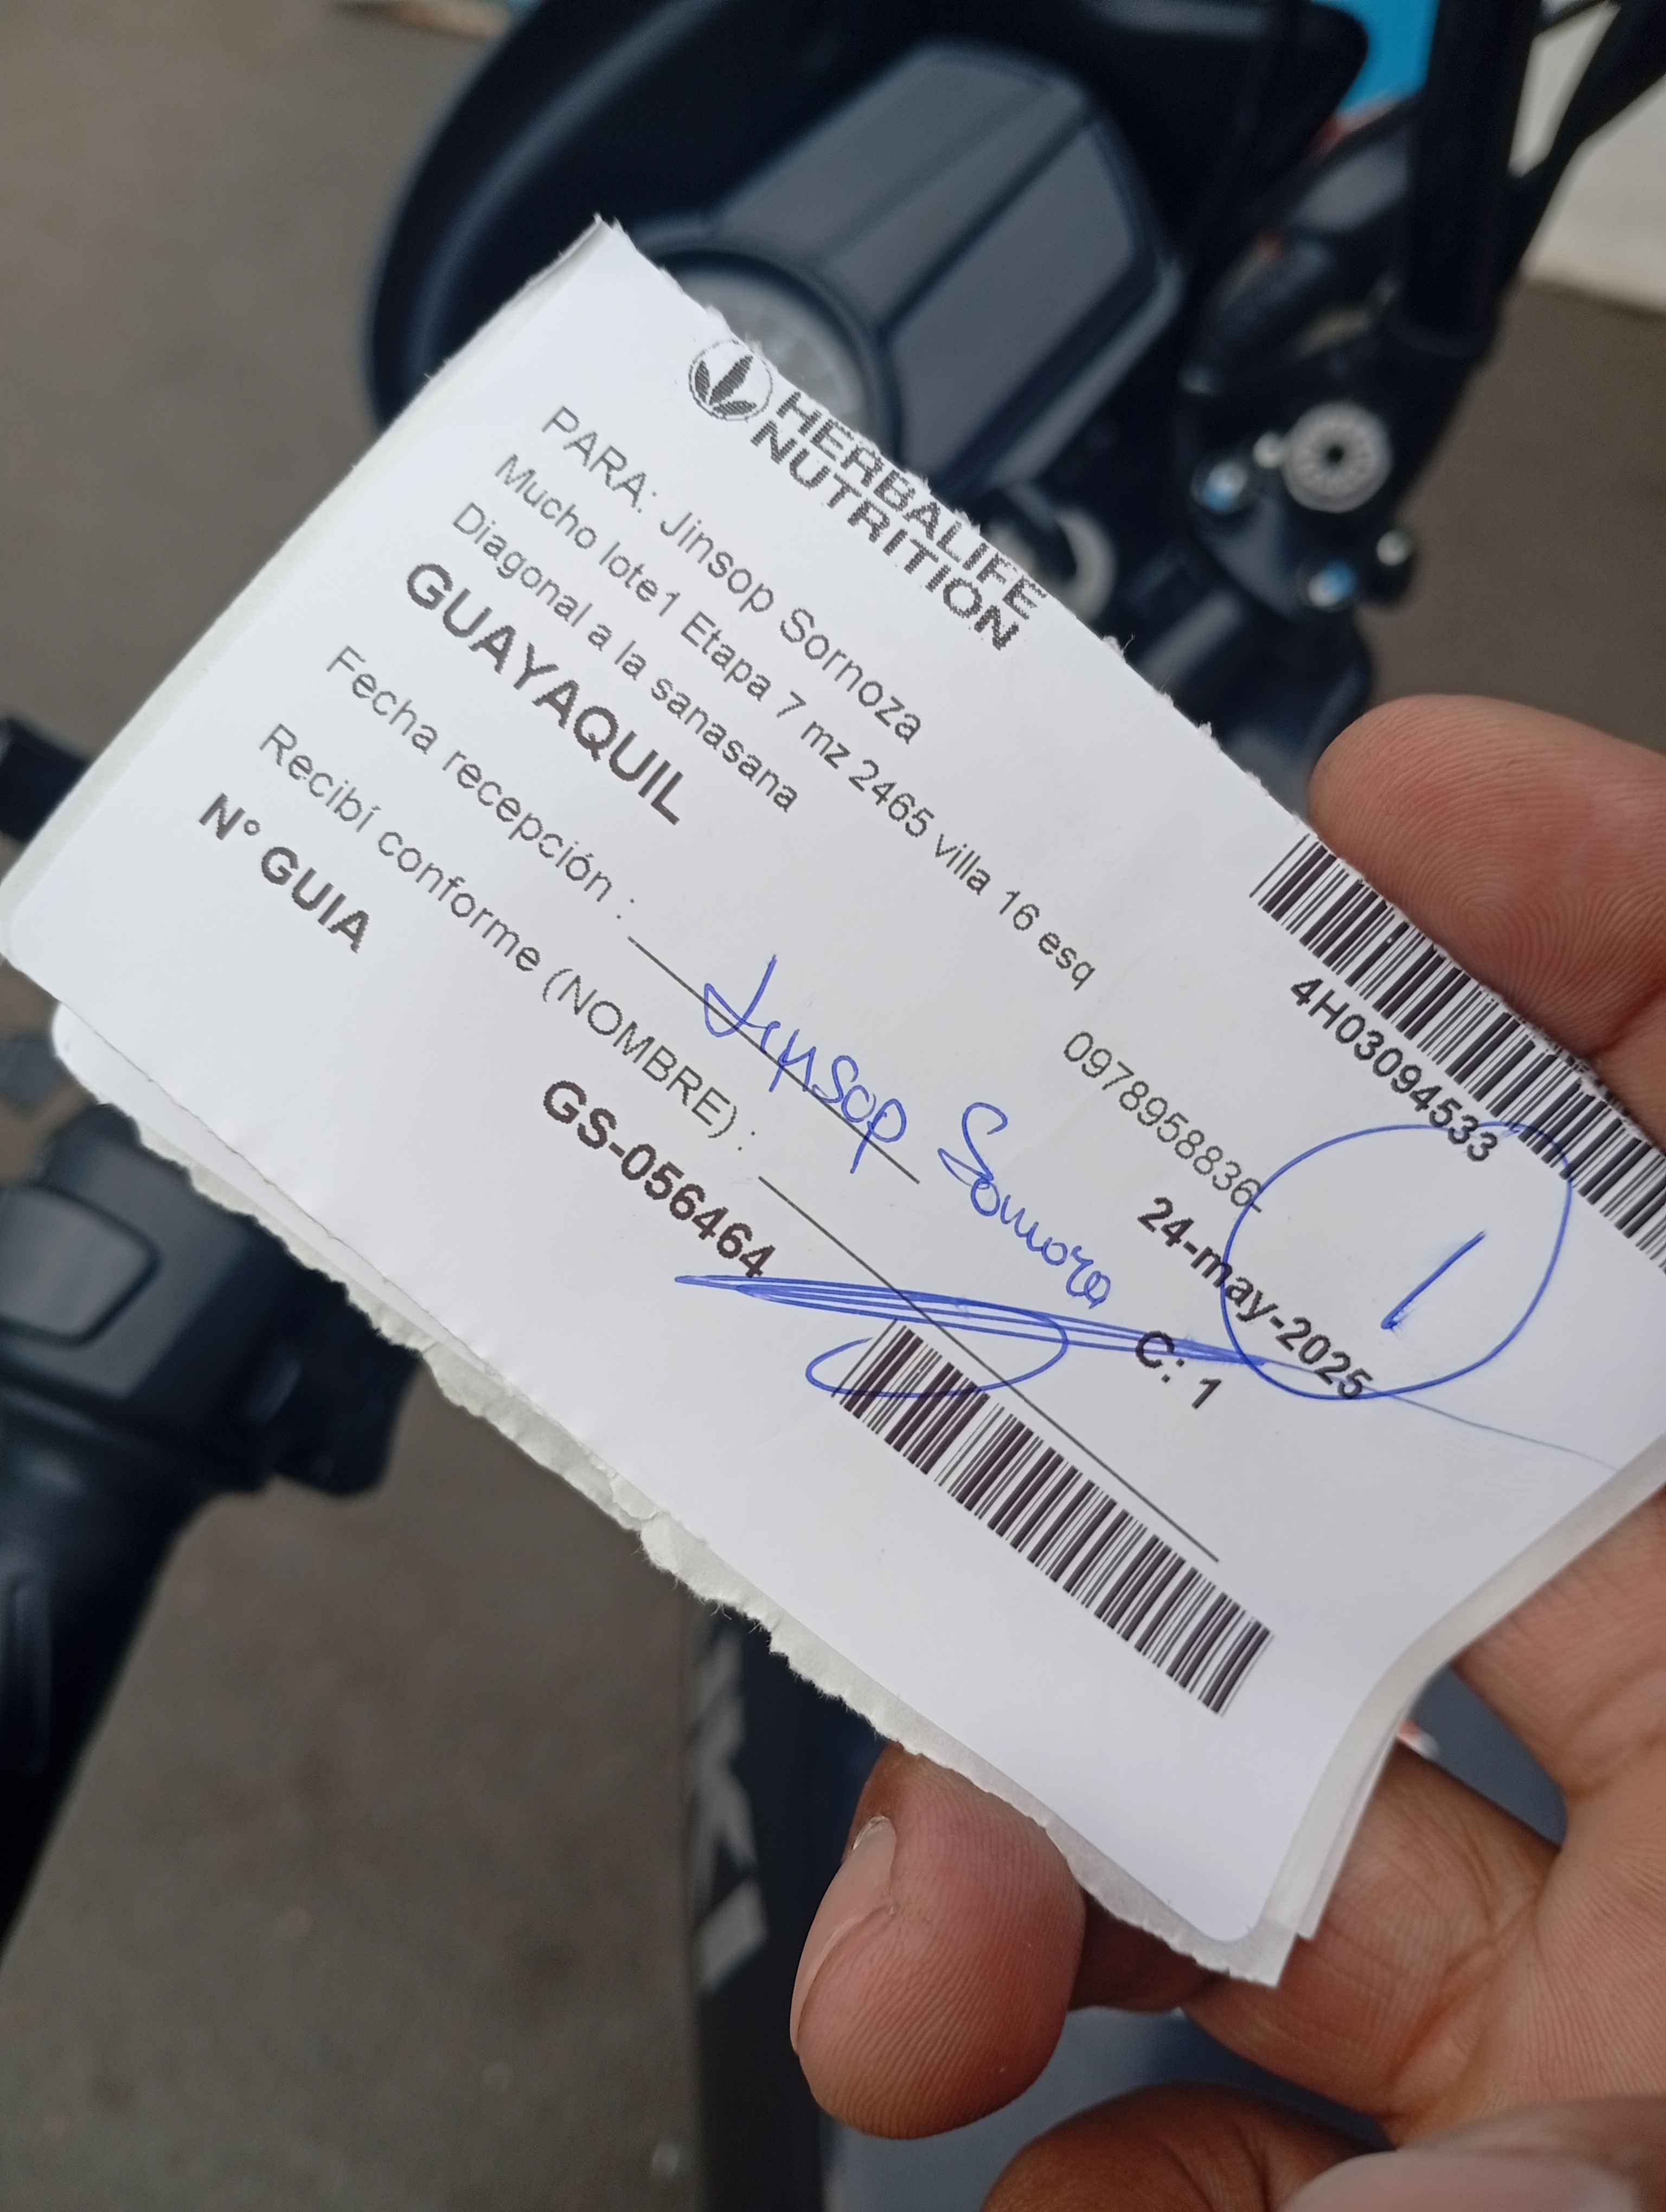 HERBALIFE
NUTRITION
4H03094533
PARA: Jinsop Sornoza
Mucho lote1 Etapa 7 mz 2465 villa 16 esq
Diagonal a la sanasana
0978958836
GUAYAQUIL
24-may-2025
1
Fecha recepción :
Jinsop Sornoza
C: 1
Recibí conforme (NOMBRE) :
N° GUIA
GS-056464